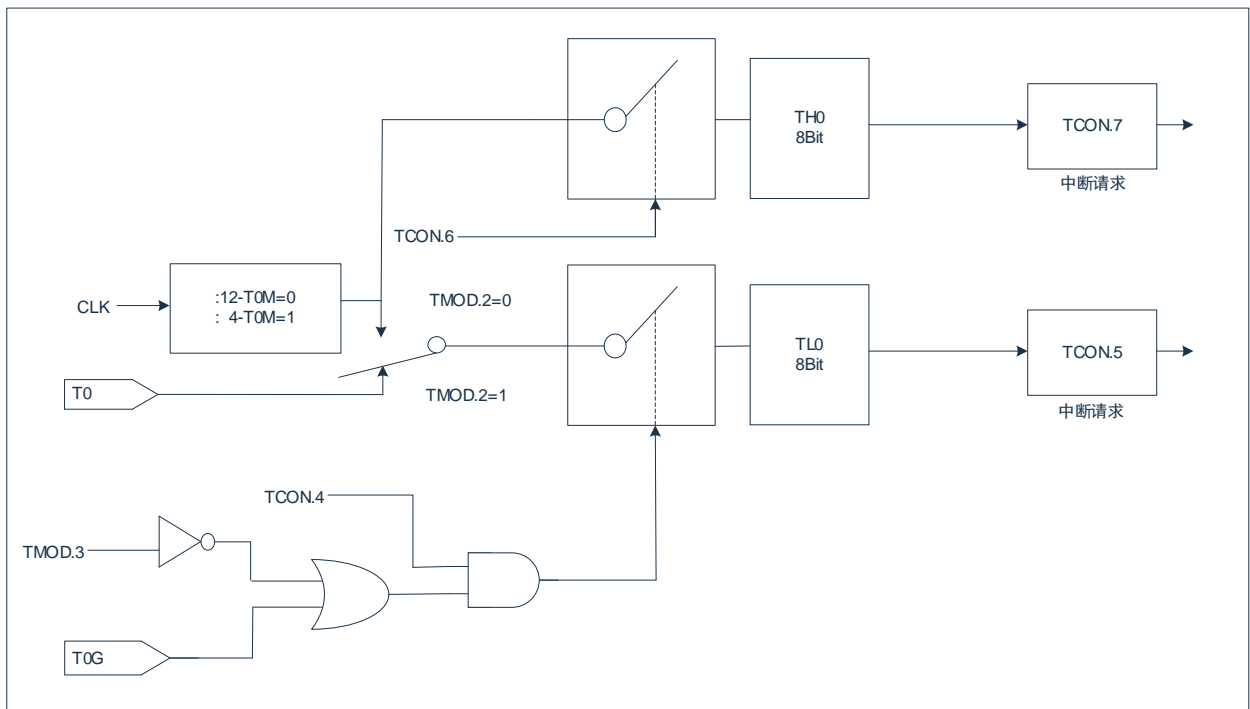 TH0
8Bit
TCON.7
中断请求
TCON.6
CLK
:12-T0M=0
: 4-T0M=1
TMOD.2=0
TL0
8Bit
TCON.5
T0
TMOD.2=1
中断请求
TCON.4
TMOD.3
T0G